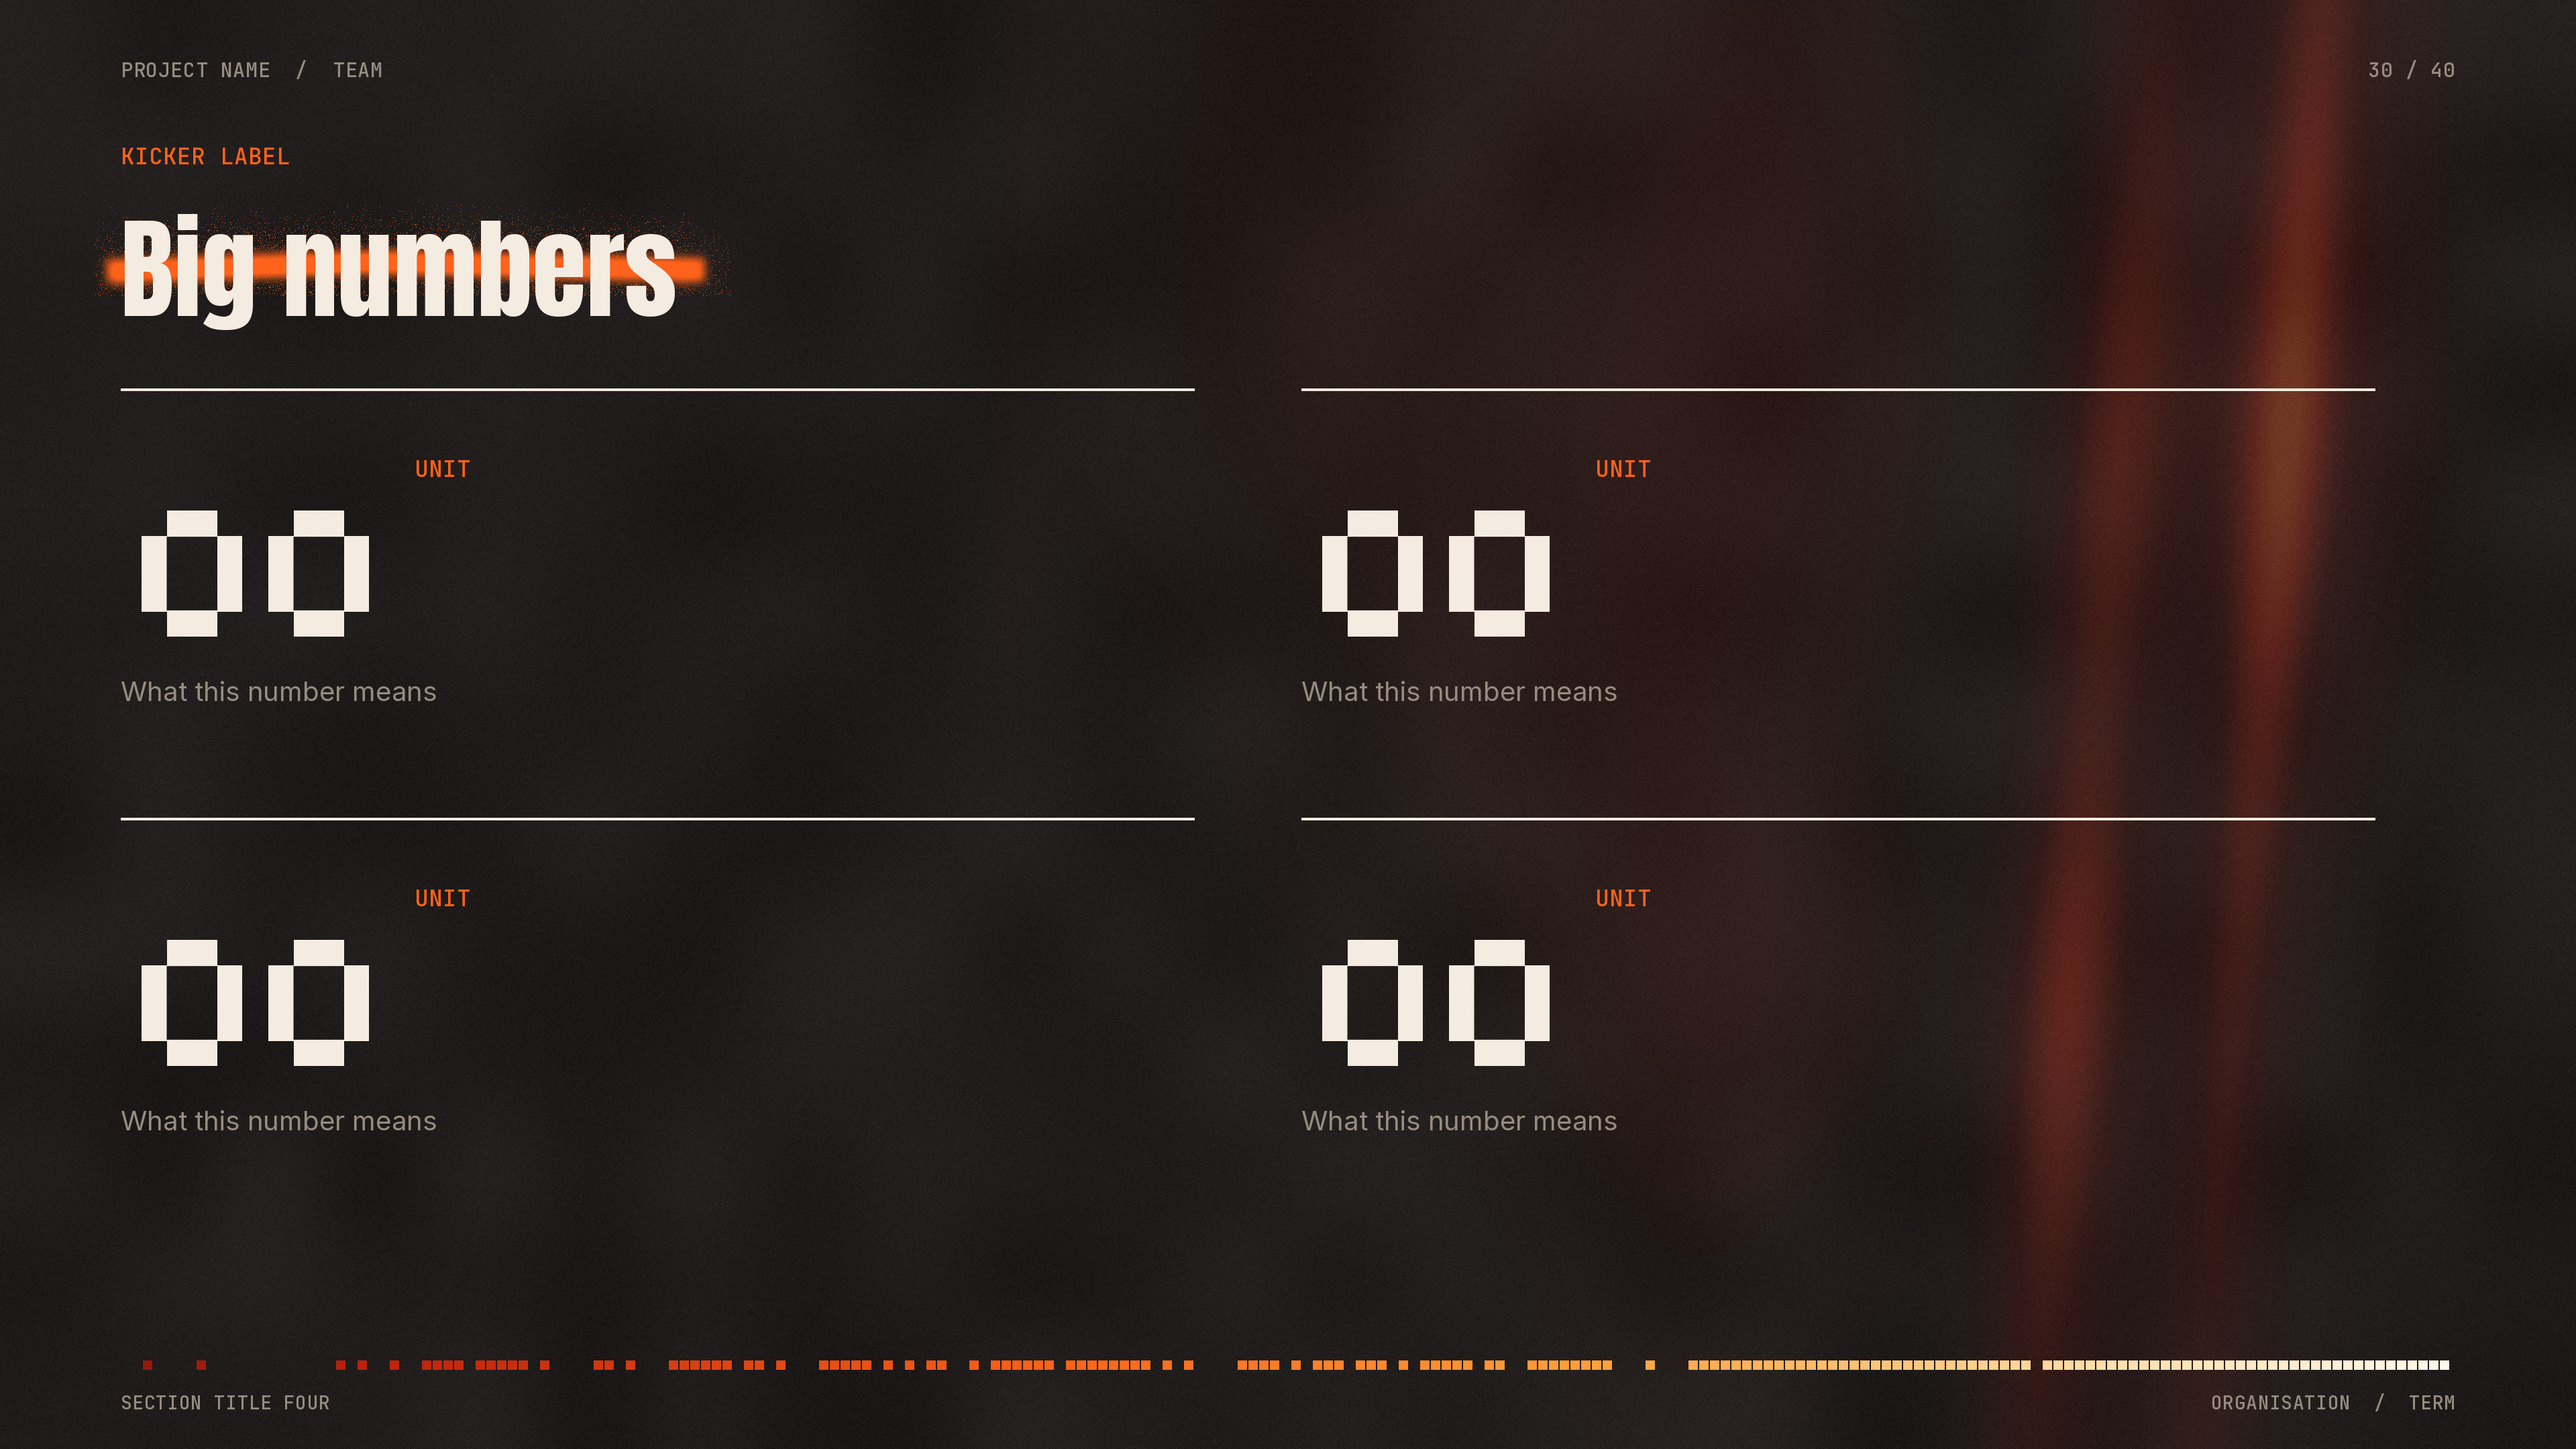 PROJECT NAME / TEAM
30 / 40
KICKER LABEL
Big numbers
UNIT
00
What this number means
UNIT
00
What this number means
UNIT
00
What this number means
UNIT
00
What this number means
SECTION TITLE FOUR
ORGANISATION / TERM